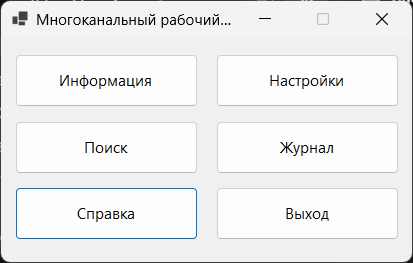 Многоканальный рабочий...
Информация
Настройки
Поиск
Журнал
Справка
Выход